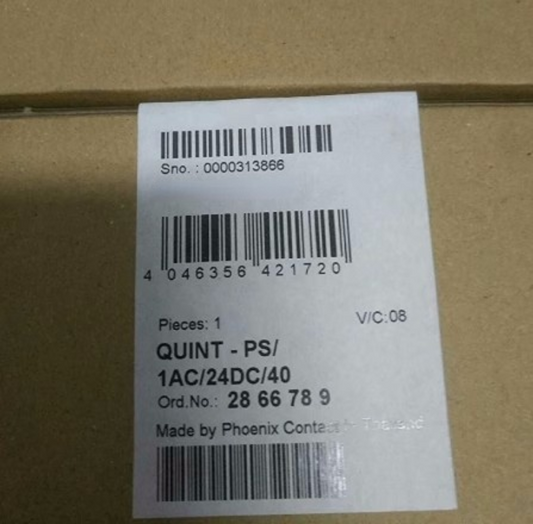 Sno. : 0000313866
4 046356 421720
Pieces: 1 V/C:08
QUINT - PS/
1AC/24DC/40
Ord.No.: 28 66 78 9
Made by Phoenix Contact Thailand